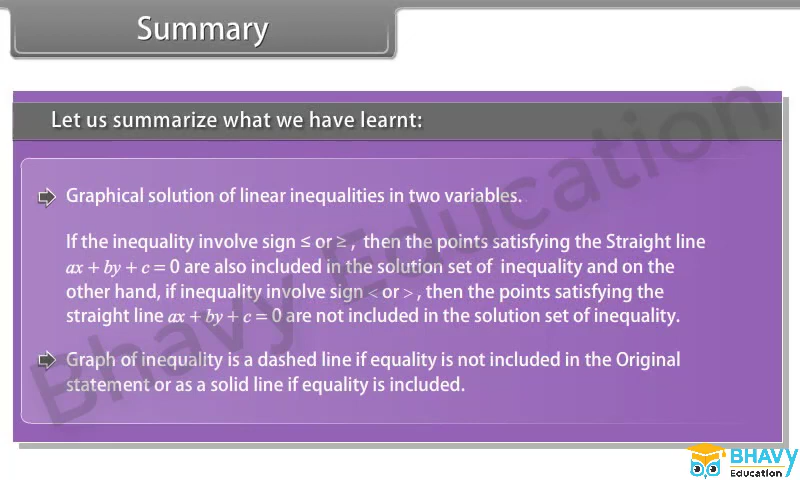 Summary
Let us summarize what we have learnt:
Graphical solution of linear inequalities in two variables.
If the inequality involve sign ≤ or ≥ , then the points satisfying the Straight line
ax + by + c = 0 are also included in the solution set of inequality and on the
other hand, if inequality involve sign < or > , then the points satisfying the
straight line ax + by + c = 0 are not included in the solution set of inequality.
Graph of inequality is a dashed line if equality is not included in the Original
statement or as a solid line if equality is included.
Bhavy Education
BHAVY
Education